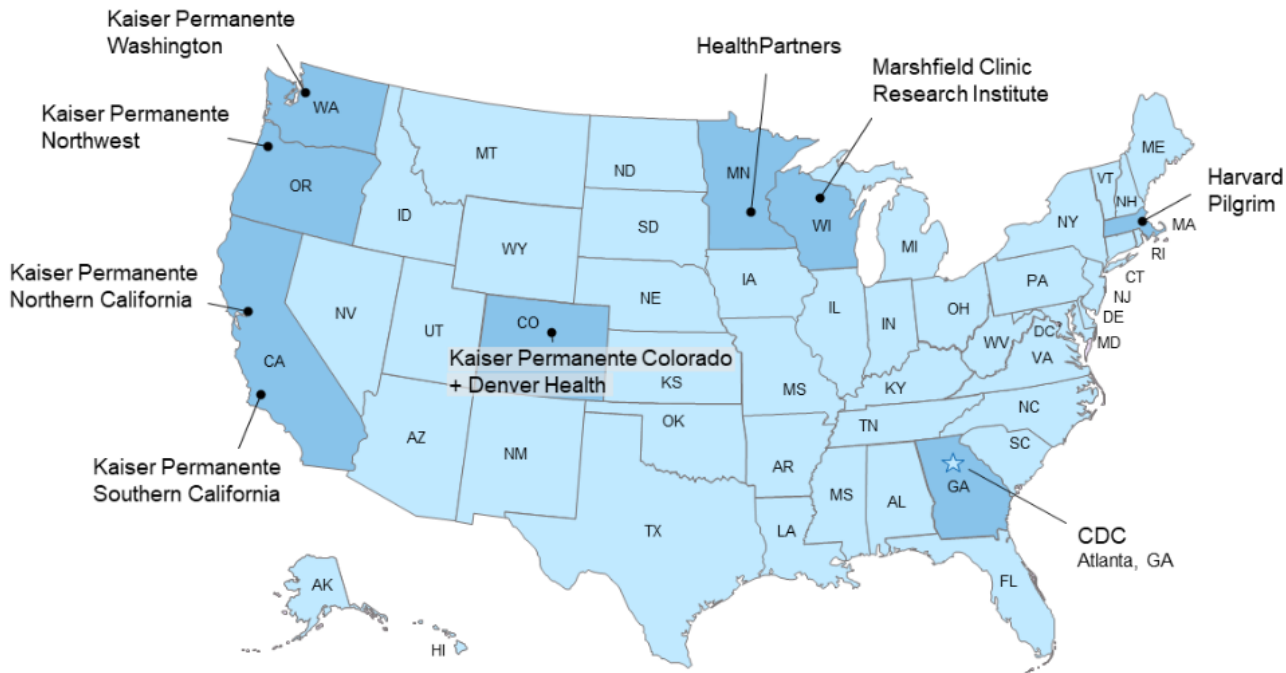 Kaiser Permanente
Washington
HealthPartners
Marshfield Clinic
Research Institute
Kaiser Permanente
Northwest
Harvard
Pilgrim
Kaiser Permanente
Northern California
Kaiser Permanente Colorado
+ Denver Health
Kaiser Permanente
Southern California
CDC
Atlanta, GA
WA
OR
CA
ID
NV
MT
WY
UT
CO
AZ
NM
ND
SD
NE
KS
OK
TX
MN
IA
MS
AR
LA
WI
IL
MI
IN
OH
KY
TN
MS
AL
GA
FL
SC
NC
VA
WV
DC
MD
DE
PA
NJ
NY
CT
RI
MA
VT
NH
ME
AK
HI